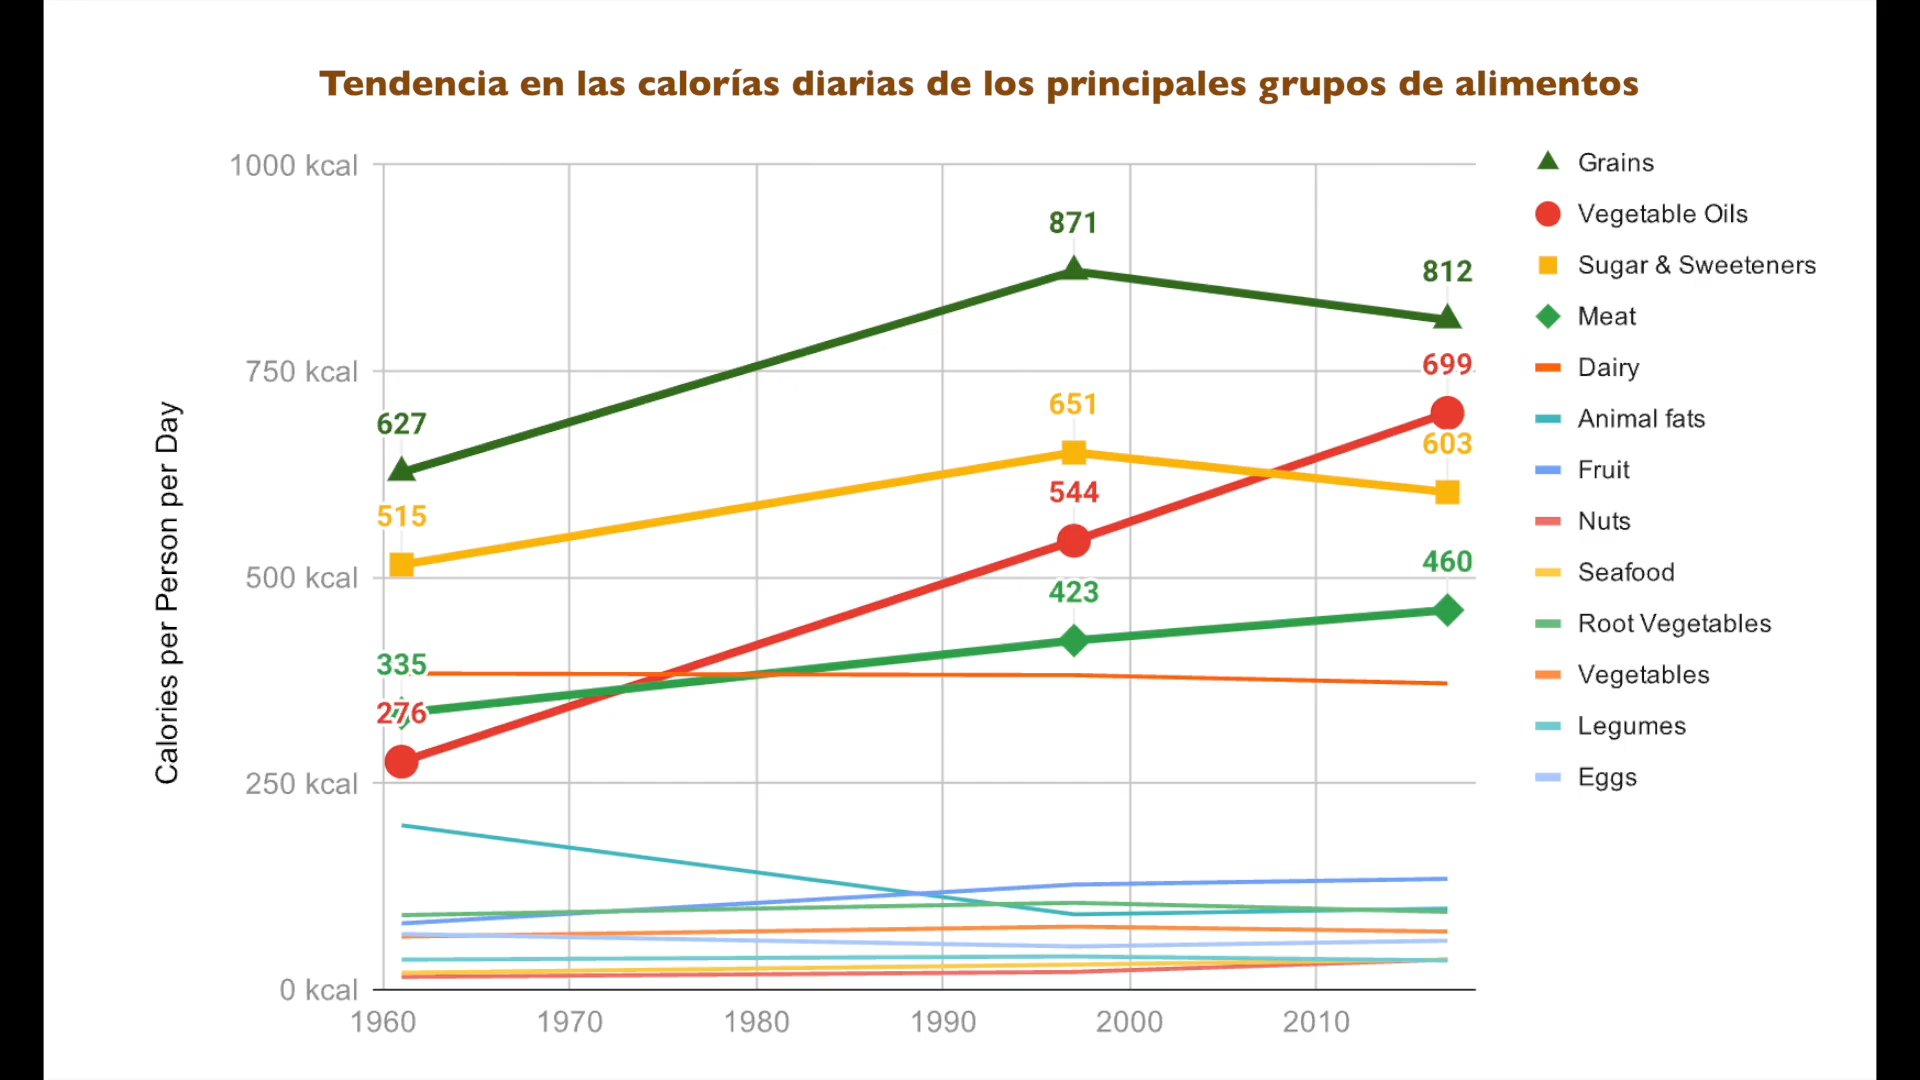 Tendencia en las calorías diarias de los principales grupos de alimentos
Calories per Person per Day
1000 kcal
750 kcal
500 kcal
250 kcal
0 kcal
1960
1970
1980
1990
2000
2010
627
871
812
515
651
603
276
544
699
335
423
460
Grains
Vegetable Oils
Sugar & Sweeteners
Meat
Dairy
Animal fats
Fruit
Nuts
Seafood
Root Vegetables
Vegetables
Legumes
Eggs